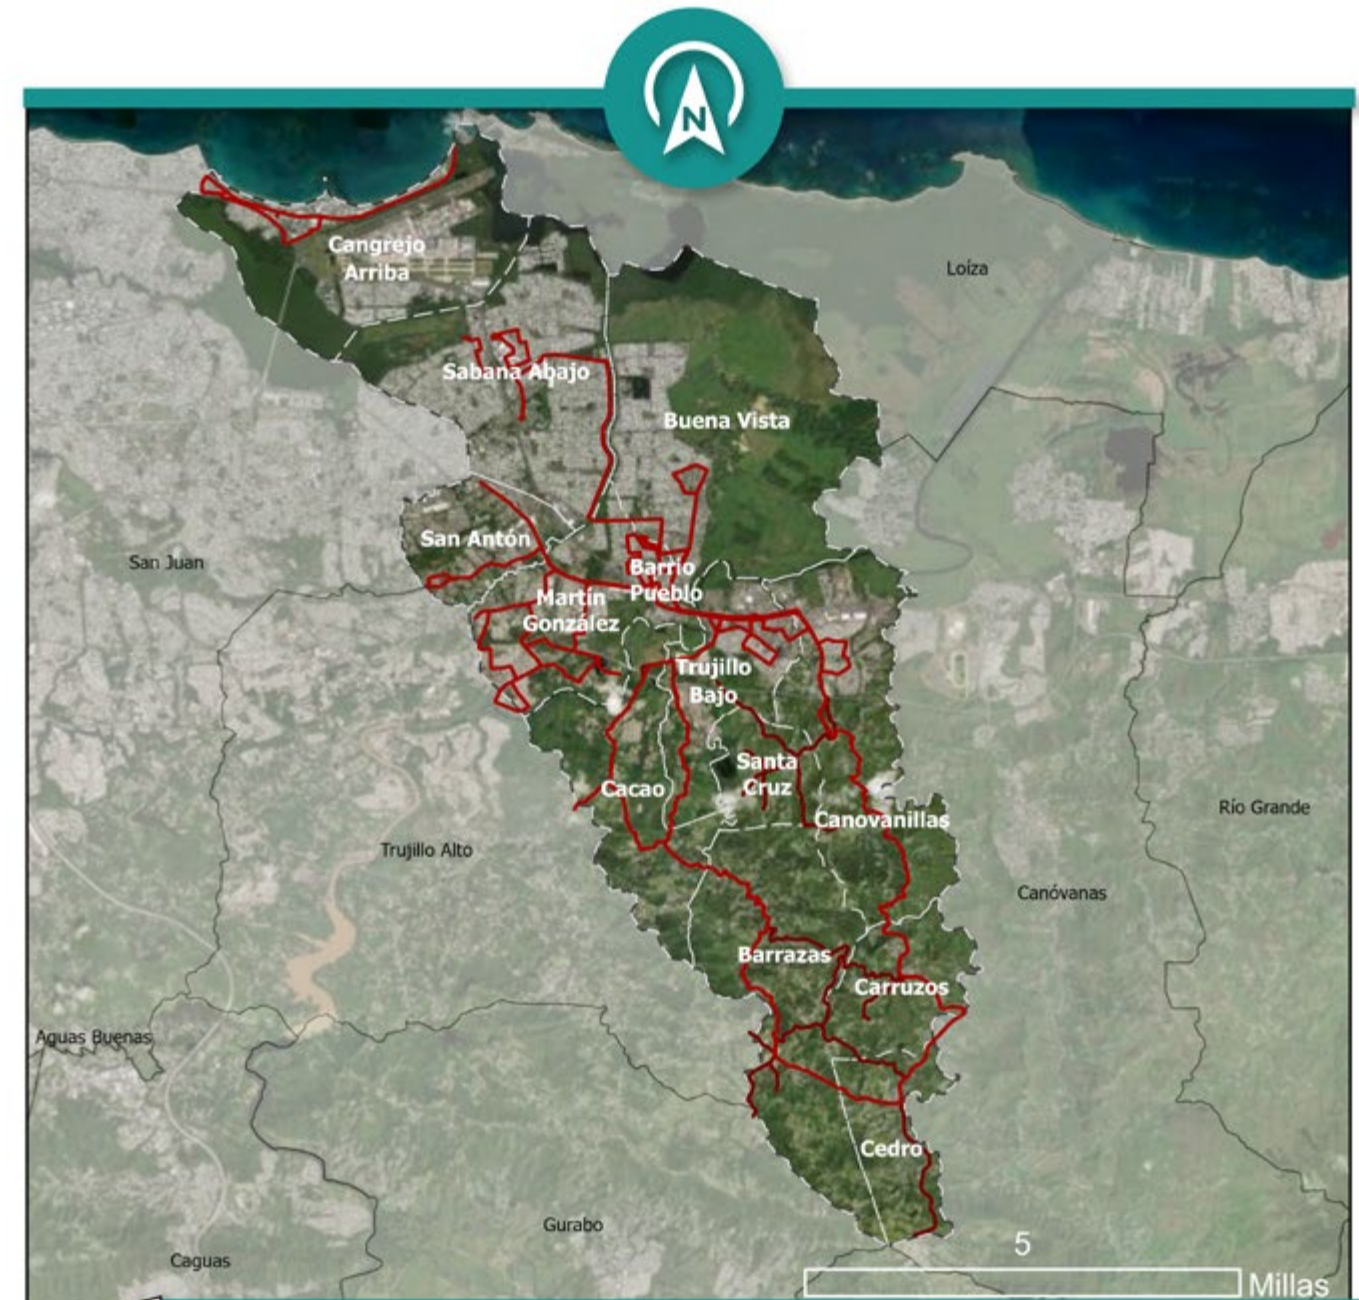 N
Cangrejo
Arriba
Loíza
Sabana Abajo
Buena Vista
San Antón
San Juan
Barrio
Pueblo
Martín
González
Trujillo
Bajo
Santa
Cruz
Cacao
Canovanillas
Río Grande
Trujillo Alto
Canóvanas
Barrazas
Carruzos
Aguas Buenas
Cedro
Gurabo
Caguas
5
Millas